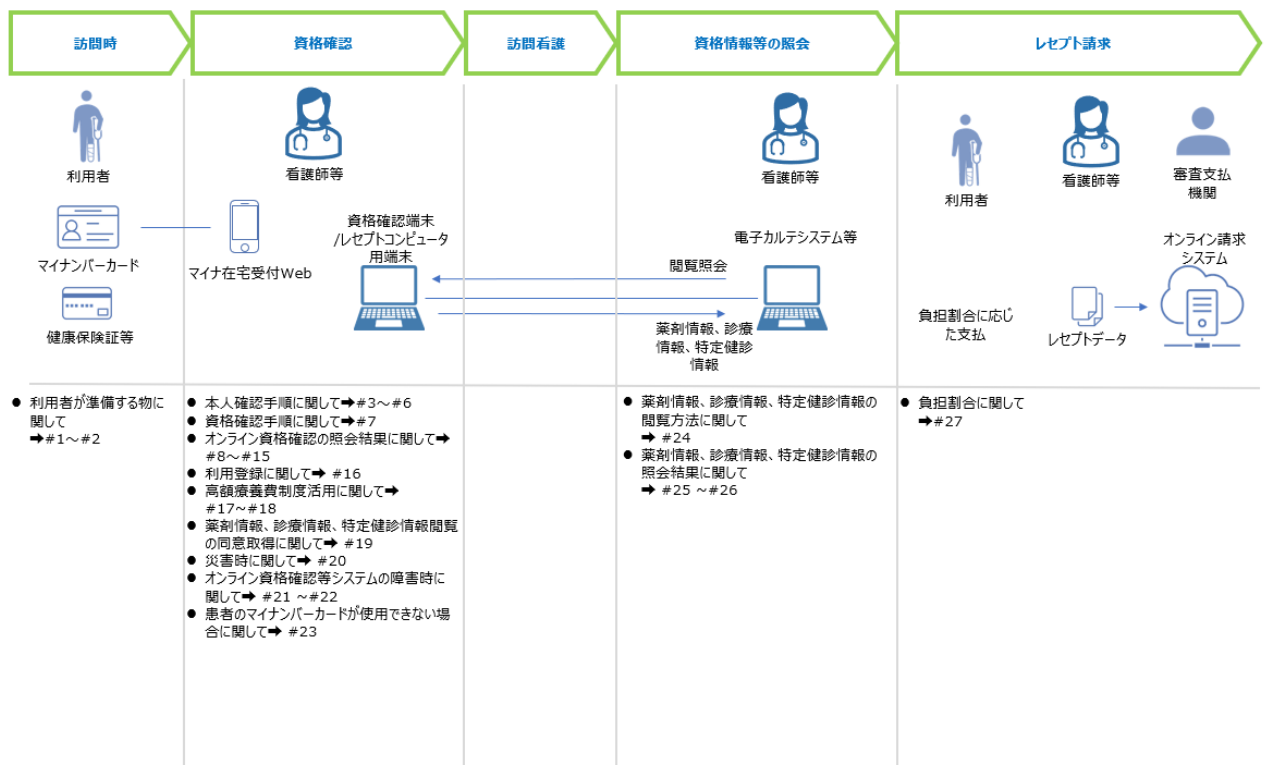 訪問時
資格確認
訪問看護
資格情報等の照会
レセプト請求
利用者
看護師等
看護師等
利用者
看護師等
審査支払
機関
マイナンバーカード
マイナ在宅受付Web
資格確認端末
/レセプトコンピュータ
用端末
閲覧照会
電子カルテシステム等
オンライン請求
システム
健康保険証等
薬剤情報、診療
情報、特定健診
情報
負担割合に応じ
た支払
レセプトデータ
● 利用者が準備する物に
関して
➡#1～#2
● 本人確認手順に関して➡#3～#6
● 資格確認手順に関して➡#7
● オンライン資格確認の照会結果に関して➡
#8～#15
● 利用登録に関して➡ #16
● 高額療養費制度活用に関して➡
#17～#18
● 薬剤情報、診療情報、特定健診情報閲覧
の同意取得に関して➡ #19
● 災害時に関して➡ #20
● オンライン資格確認等システムの障害時に
関して➡ #21 ～#22
● 患者のマイナンバーカードが使用できない場
合に関して➡ #23
● 薬剤情報、診療情報、特定健診情報の
閲覧方法に関して
➡ #24
● 薬剤情報、診療情報、特定健診情報の
照会結果に関して
➡ #25 ～#26
● 負担割合に関して
➡#27